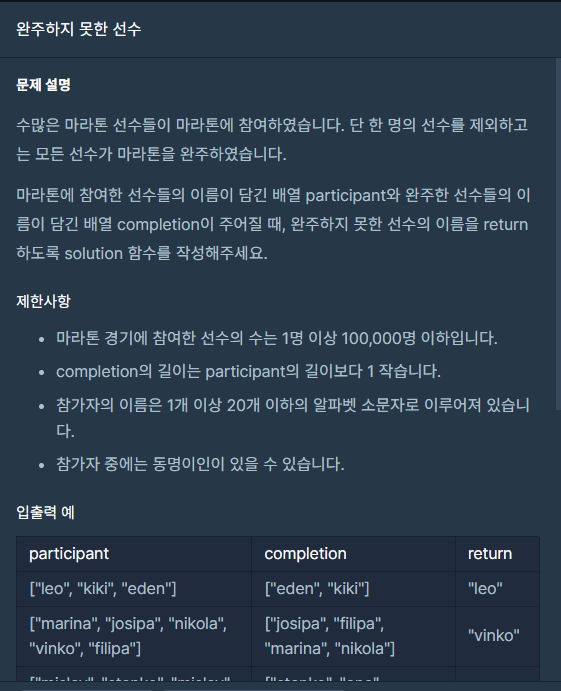 완주하지 못한 선수
문제 설명
수많은 마라톤 선수들이 마라톤에 참여하였습니다. 단 한 명의 선수를 제외하고
는 모든 선수가 마라톤을 완주하였습니다.
마라톤에 참여한 선수들의 이름이 담긴 배열 participant와 완주한 선수들의 이
름이 담긴 배열 completion이 주어질 때, 완주하지 못한 선수의 이름을 return
하도록 solution 함수를 작성해주세요.
제한사항
• 마라톤 경기에 참여한 선수의 수는 1명 이상 100,000명 이하입니다.
• completion의 길이는 participant의 길이보다 1 작습니다.
• 참가자의 이름은 1개 이상 20개 이하의 알파벳 소문자로 이루어져 있습니
다.
• 참가자 중에는 동명이인이 있을 수 있습니다.
입출력 예
participant completion return
["leo", "kiki", "eden"] ["eden", "kiki"] "leo"
["marina", "josipa", "nikola", ["josipa", "filipa",
"vinko", "filipa"] "marina", "nikola"] "vinko"